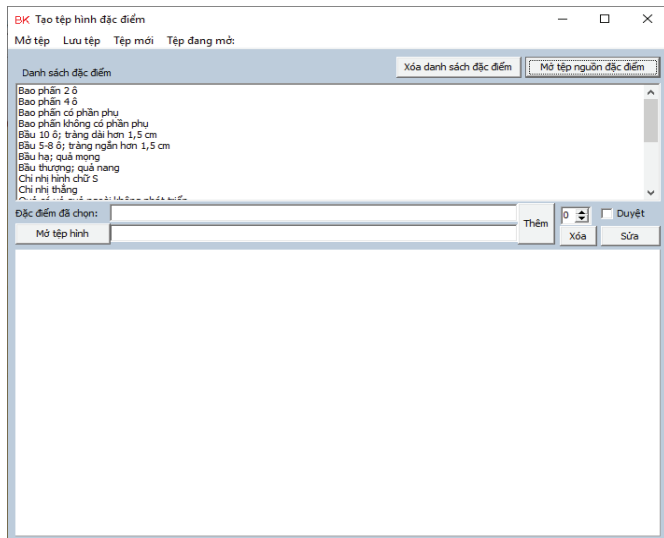 BK Tạo tệp hình đặc điểm
Mở tệp Lưu tệp Tệp mới Tệp đang mở:
Danh sách đặc điểm
Xóa danh sách đặc điểm
Mở tệp nguồn đặc điểm
Bao phấn 2 ô
Bao phấn 4 ô
Bao phấn có phần phụ
Bao phấn không có phần phụ
Bầu 10 ô; tràng dài hơn 1,5 cm
Bầu 5-8 ô; tràng ngắn hơn 1,5 cm
Bầu hạ; quả mọng
Bầu thượng; quả nang
Chỉ nhị hình chữ S
Chỉ nhị thẳng
Đặc điểm đã chọn:
Thêm
0
Duyệt
Mở tệp hình
Xóa
Sửa